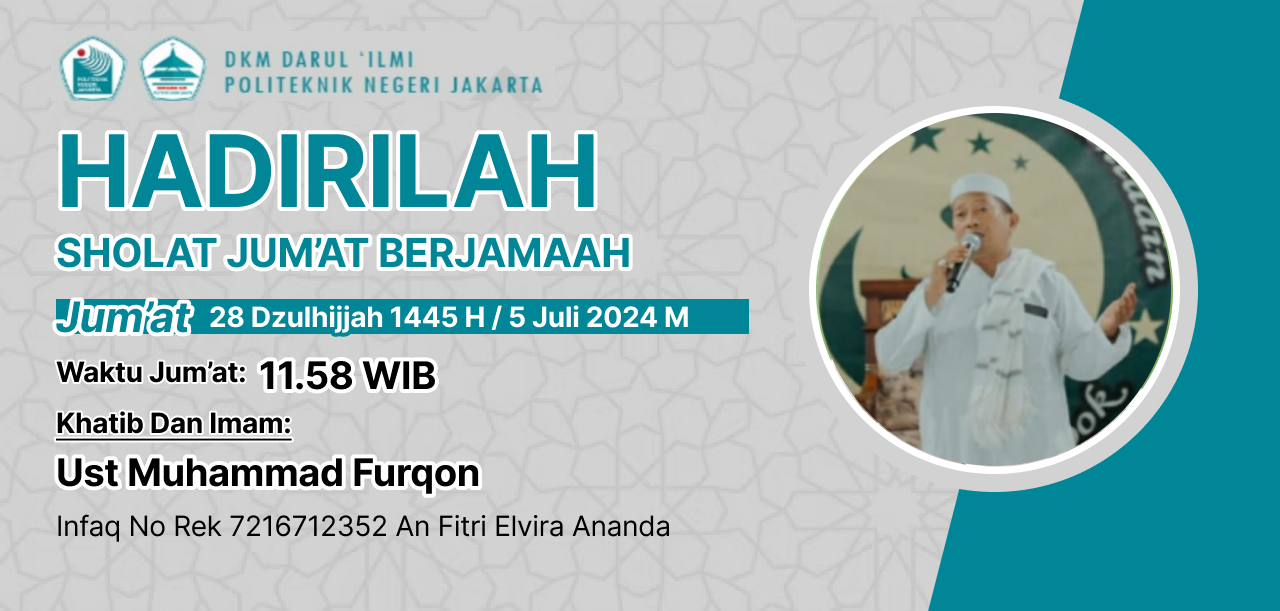 DKM DARUL ‘ILMI
POLITEKNIK NEGERI JAKARTA
HADIRILAH
SHOLAT JUM’AT BERJAMAAH
Jum’at 28 Dzulhijjah 1445 H / 5 Juli 2024 M
Waktu Jum’at: 11.58 WIB
Khatib Dan Imam:
Ust Muhammad Furqon
Infaq No Rek 7216712352 An Fitri Elvira Ananda